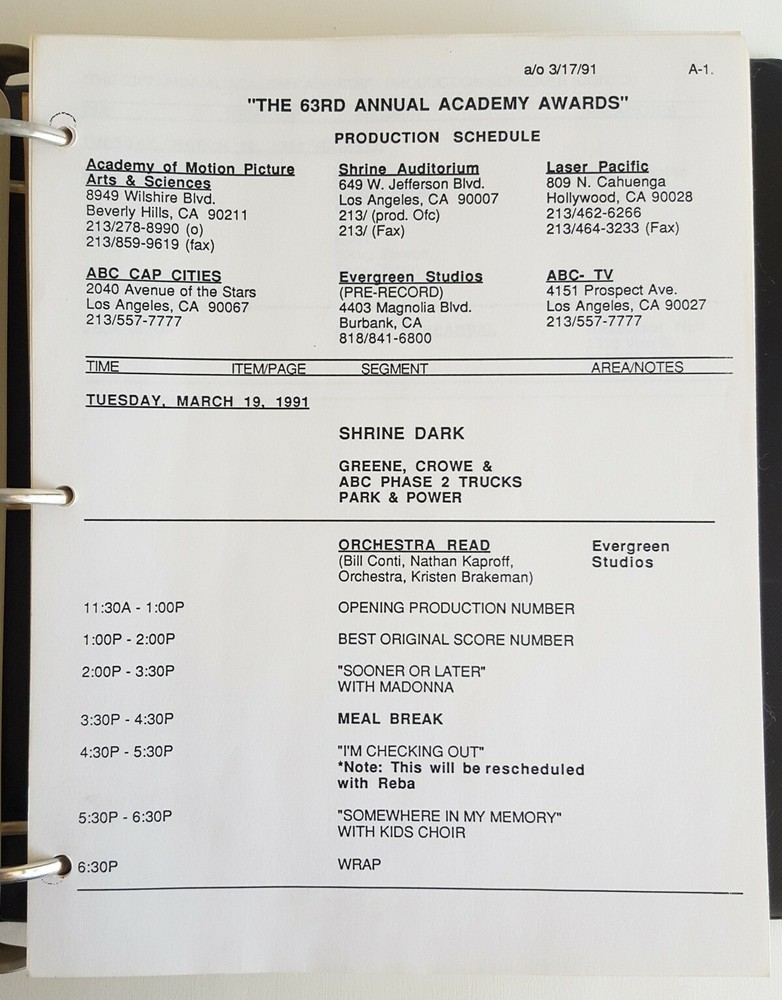 a/o 3/17/91 A-1.
"THE 63RD ANNUAL ACADEMY AWARDS"
PRODUCTION SCHEDULE
Academy of Motion Picture
Arts & Sciences
8949 Wilshire Blvd.
Beverly Hills, CA 90211
213/278-8990 (o)
213/859-9619 (fax)
Shrine Auditorium
649 W. Jefferson Blvd.
Los Angeles, CA 90007
213/ (prod. Ofc)
213/ (Fax)
Laser Pacific
809 N. Cahuenga
Hollywood, CA 90028
213/462-6266
213/464-3233 (Fax)
ABC CAP CITIES
2040 Avenue of the Stars
Los Angeles, CA 90067
213/557-7777
Evergreen Studios
(PRE-RECORD)
4403 Magnolia Blvd.
Burbank, CA
818/841-6800
ABC- TV
4151 Prospect Ave.
Los Angeles, CA 90027
213/557-7777
TIME ITEM/PAGE SEGMENT AREA/NOTES
TUESDAY, MARCH 19, 1991
SHRINE DARK
GREENE, CROWE &
ABC PHASE 2 TRUCKS
PARK & POWER
ORCHESTRA READ
(Bill Conti, Nathan Kaproff,
Orchestra, Kristen Brakeman)
Evergreen
Studios
11:30A - 1:00P OPENING PRODUCTION NUMBER
1:00P - 2:00P BEST ORIGINAL SCORE NUMBER
2:00P - 3:30P "SOONER OR LATER"
WITH MADONNA
3:30P - 4:30P MEAL BREAK
4:30P - 5:30P "I'M CHECKING OUT"
*Note: This will be rescheduled
with Reba
5:30P - 6:30P "SOMEWHERE IN MY MEMORY"
WITH KIDS CHOIR
6:30P WRAP